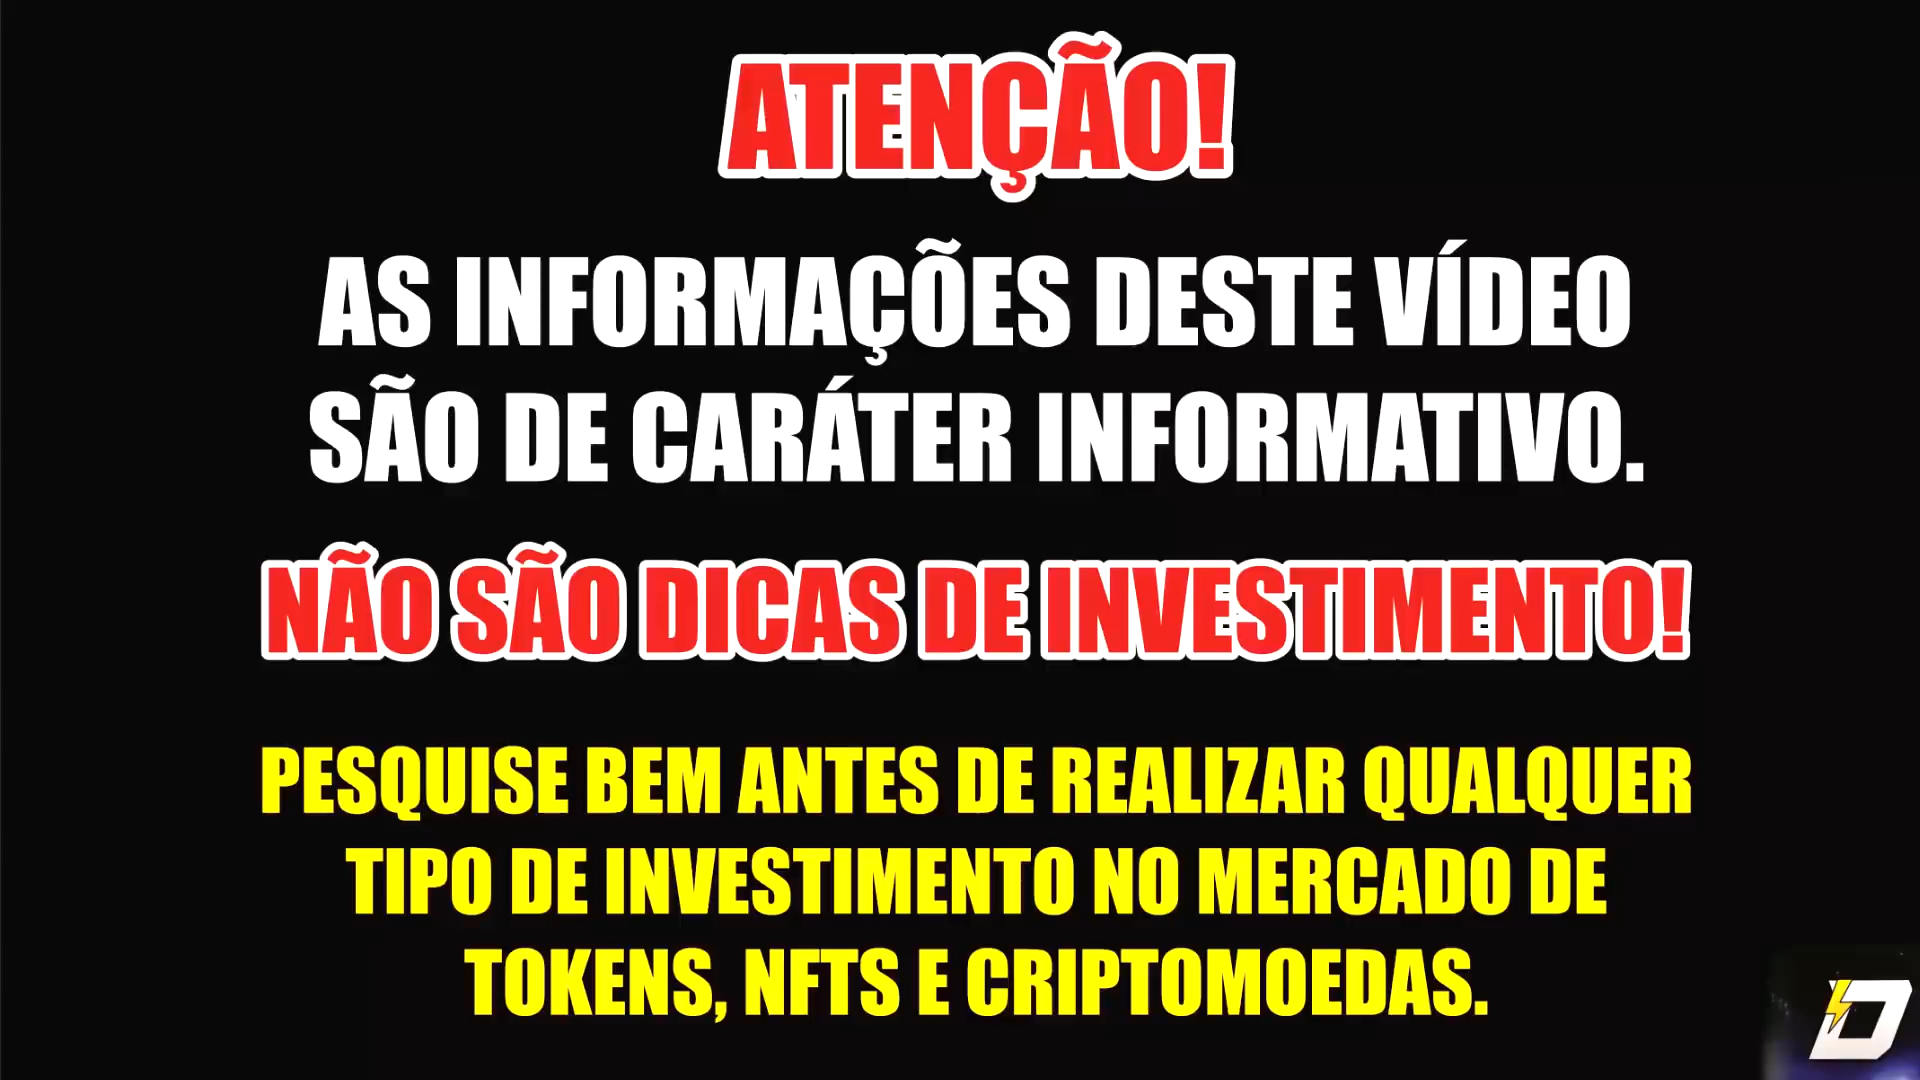 ATENÇÃO!
AS INFORMAÇÕES DESTE VÍDEO
SÃO DE CARÁTER INFORMATIVO.
NÃO SÃO DICAS DE INVESTIMENTO!
PESQUISE BEM ANTES DE REALIZAR QUALQUER
TIPO DE INVESTIMENTO NO MERCADO DE
TOKENS, NFTS E CRIPTOMOEDAS.
D